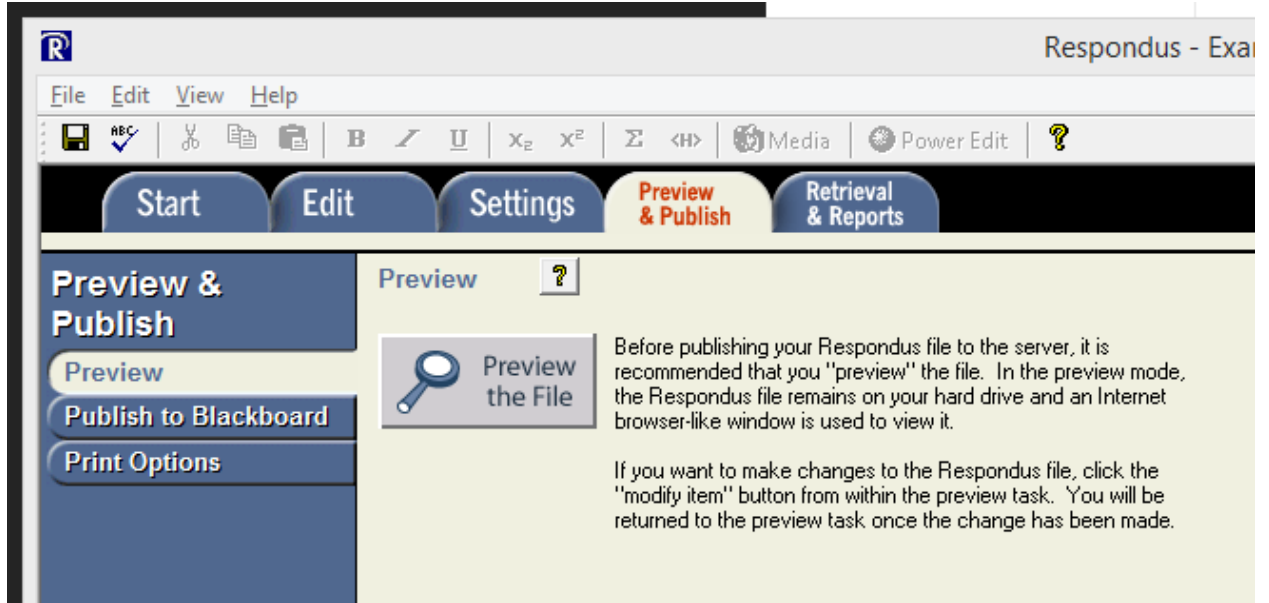 R
Respondus - Exa
File Edit View Help
ABC B I U X₂ X² Σ <H> Media Power Edit ?
Start Edit Settings Preview & Publish Retrieval & Reports
Preview &
Publish
Preview
Publish to Blackboard
Print Options
Preview ?
Preview
the File
Before publishing your Respondus file to the server, it is
recommended that you "preview" the file. In the preview mode,
the Respondus file remains on your hard drive and an Internet
browser-like window is used to view it.
If you want to make changes to the Respondus file, click the
"modify item" button from within the preview task. You will be
returned to the preview task once the change has been made.